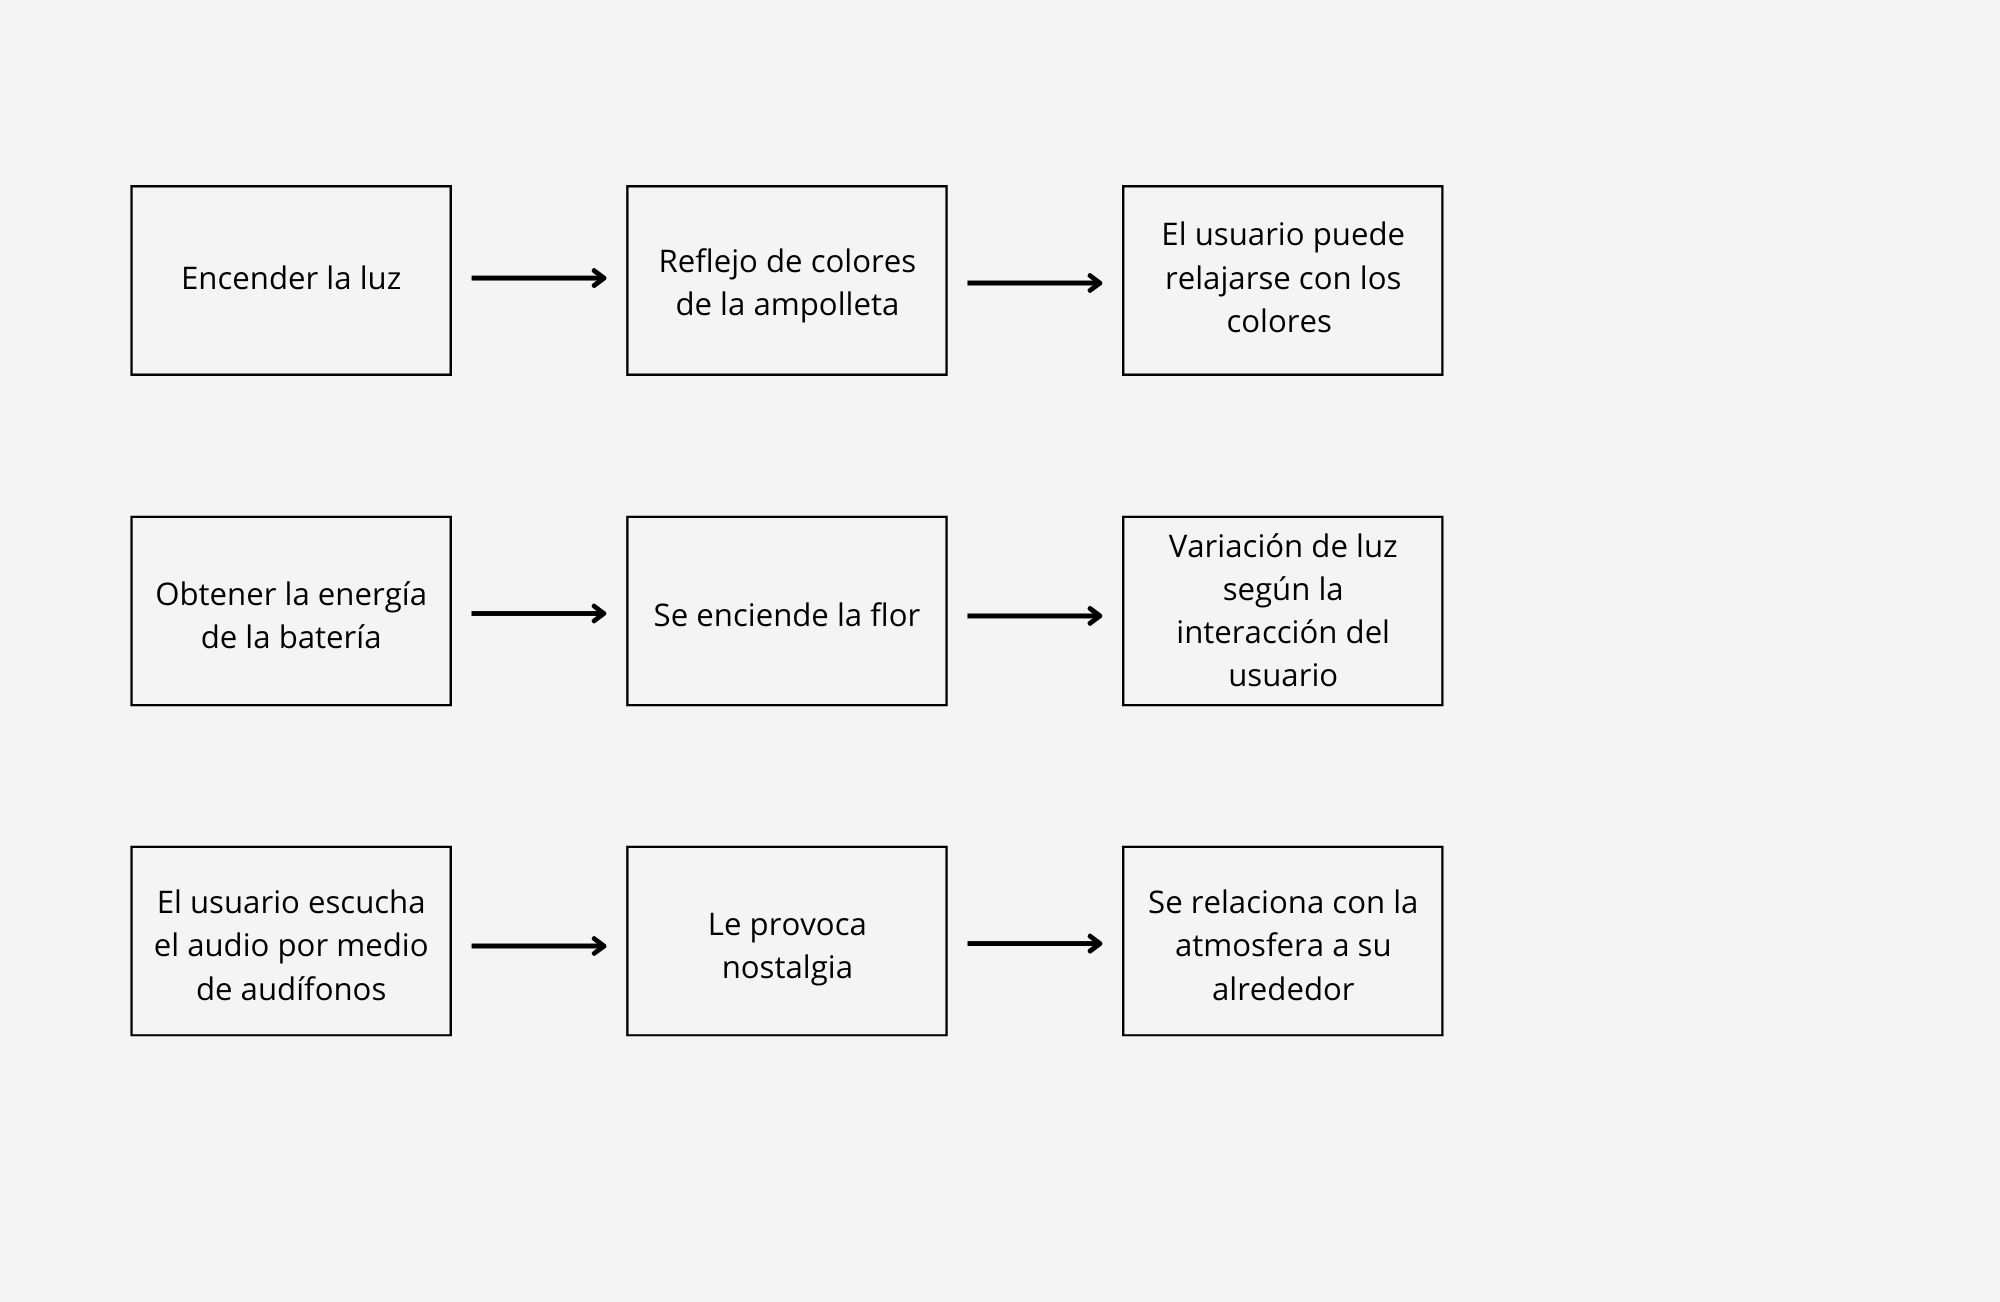 Encender la luz
Reflejo de colores
de la ampolleta
El usuario puede
relajarse con los
colores
Obtener la energía
de la batería
Se enciende la flor
Variación de luz
según la
interacción del
usuario
El usuario escucha
el audio por medio
de audífonos
Le provoca
nostalgia
Se relaciona con la
atmosfera a su
alrededor